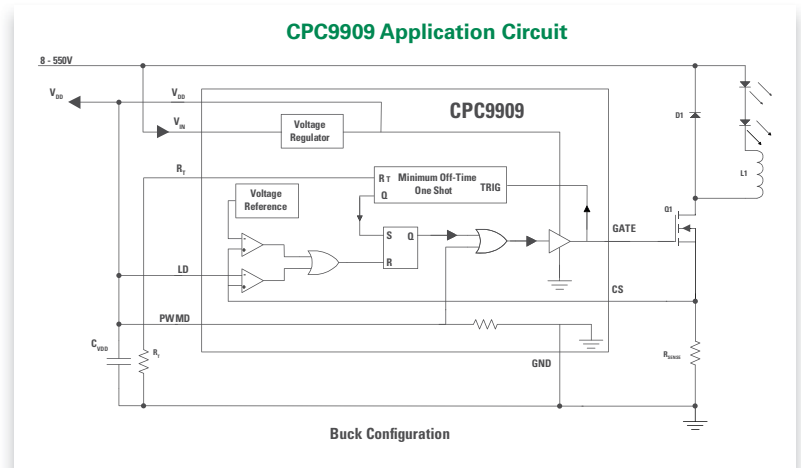 CPC9909 Application Circuit
8 - 550V
VDD
VDD
CPC9909
D1
VIN
Voltage
Regulator
L1
RT
RT
Minimum Off-Time
One Shot
TRIG
Q
Voltage
Reference
Q1
S
Q
GATE
R
LD
-
+
-
+
CS
PWMD
CVDD
RT
RSENSE
GND
Buck Configuration